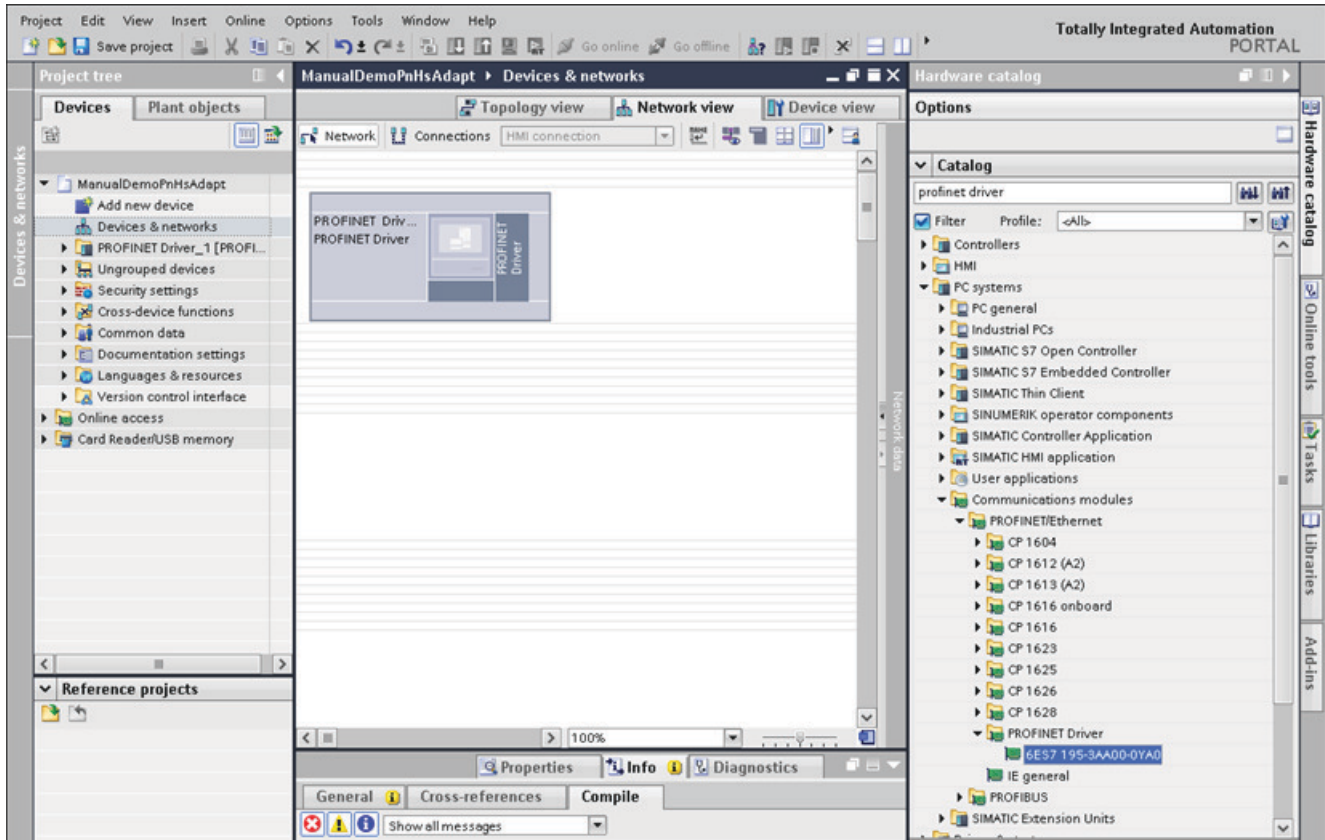 Project Edit View Insert Online Options Tools Window Help
Totally Integrated Automation
PORTAL
Save project
Go online
Go offline
Project tree
ManualDemoPnHsAdapt
Devices & networks
Hardware catalog
Devices
Plant objects
Topology view
Network view
Device view
Options
Network
Connections
HMI connection
Devices & networks
ManualDemoPnHsAdapt
Add new device
Devices & networks
PROFINET Driver_1 [PROFI...
Ungrouped devices
Security settings
Cross-device functions
Common data
Documentation settings
Languages & resources
Version control interface
Online access
Card Reader/USB memory
Reference projects
PROFINET Driv...
PROFINET Driver
PROFINET
Driver
Network data
100%
Properties
Info
Diagnostics
General
Cross-references
Compile
Show all messages
Catalog
profinet driver
Filter
Profile:
<All>
Controllers
HMI
PC systems
PC general
Industrial PCs
SIMATIC S7 Open Controller
SIMATIC S7 Embedded Controller
SIMATIC Thin Client
SINUMERIK operator components
SIMATIC Controller Application
SIMATIC HMI application
User applications
Communications modules
PROFINET/Ethernet
CP 1604
CP 1612 (A2)
CP 1613 (A2)
CP 1616 onboard
CP 1616
CP 1623
CP 1625
CP 1626
CP 1628
PROFINET Driver
6ES7 195-3AA00-0YA0
IE general
PROFIBUS
SIMATIC Extension Units
Hardware catalog
Online tools
Tasks
Libraries
Add-ins